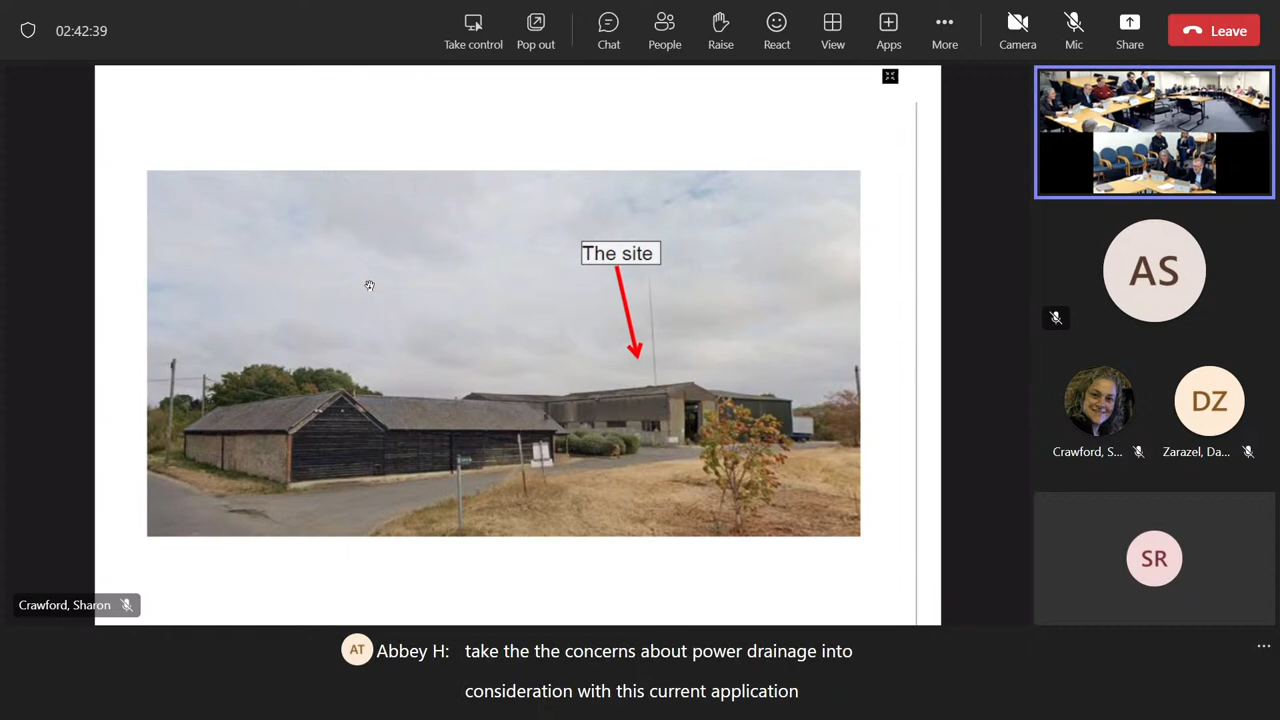 02:42:39
Take control
Pop out
Chat
People
Raise
React
View
Apps
More
Camera
Mic
Share
Leave
The site
AS
Crawford, S...
DZ
Zarazel, Da...
SR
Crawford, Sharon
AT
Abbey H: take the the concerns about power drainage into
consideration with this current application